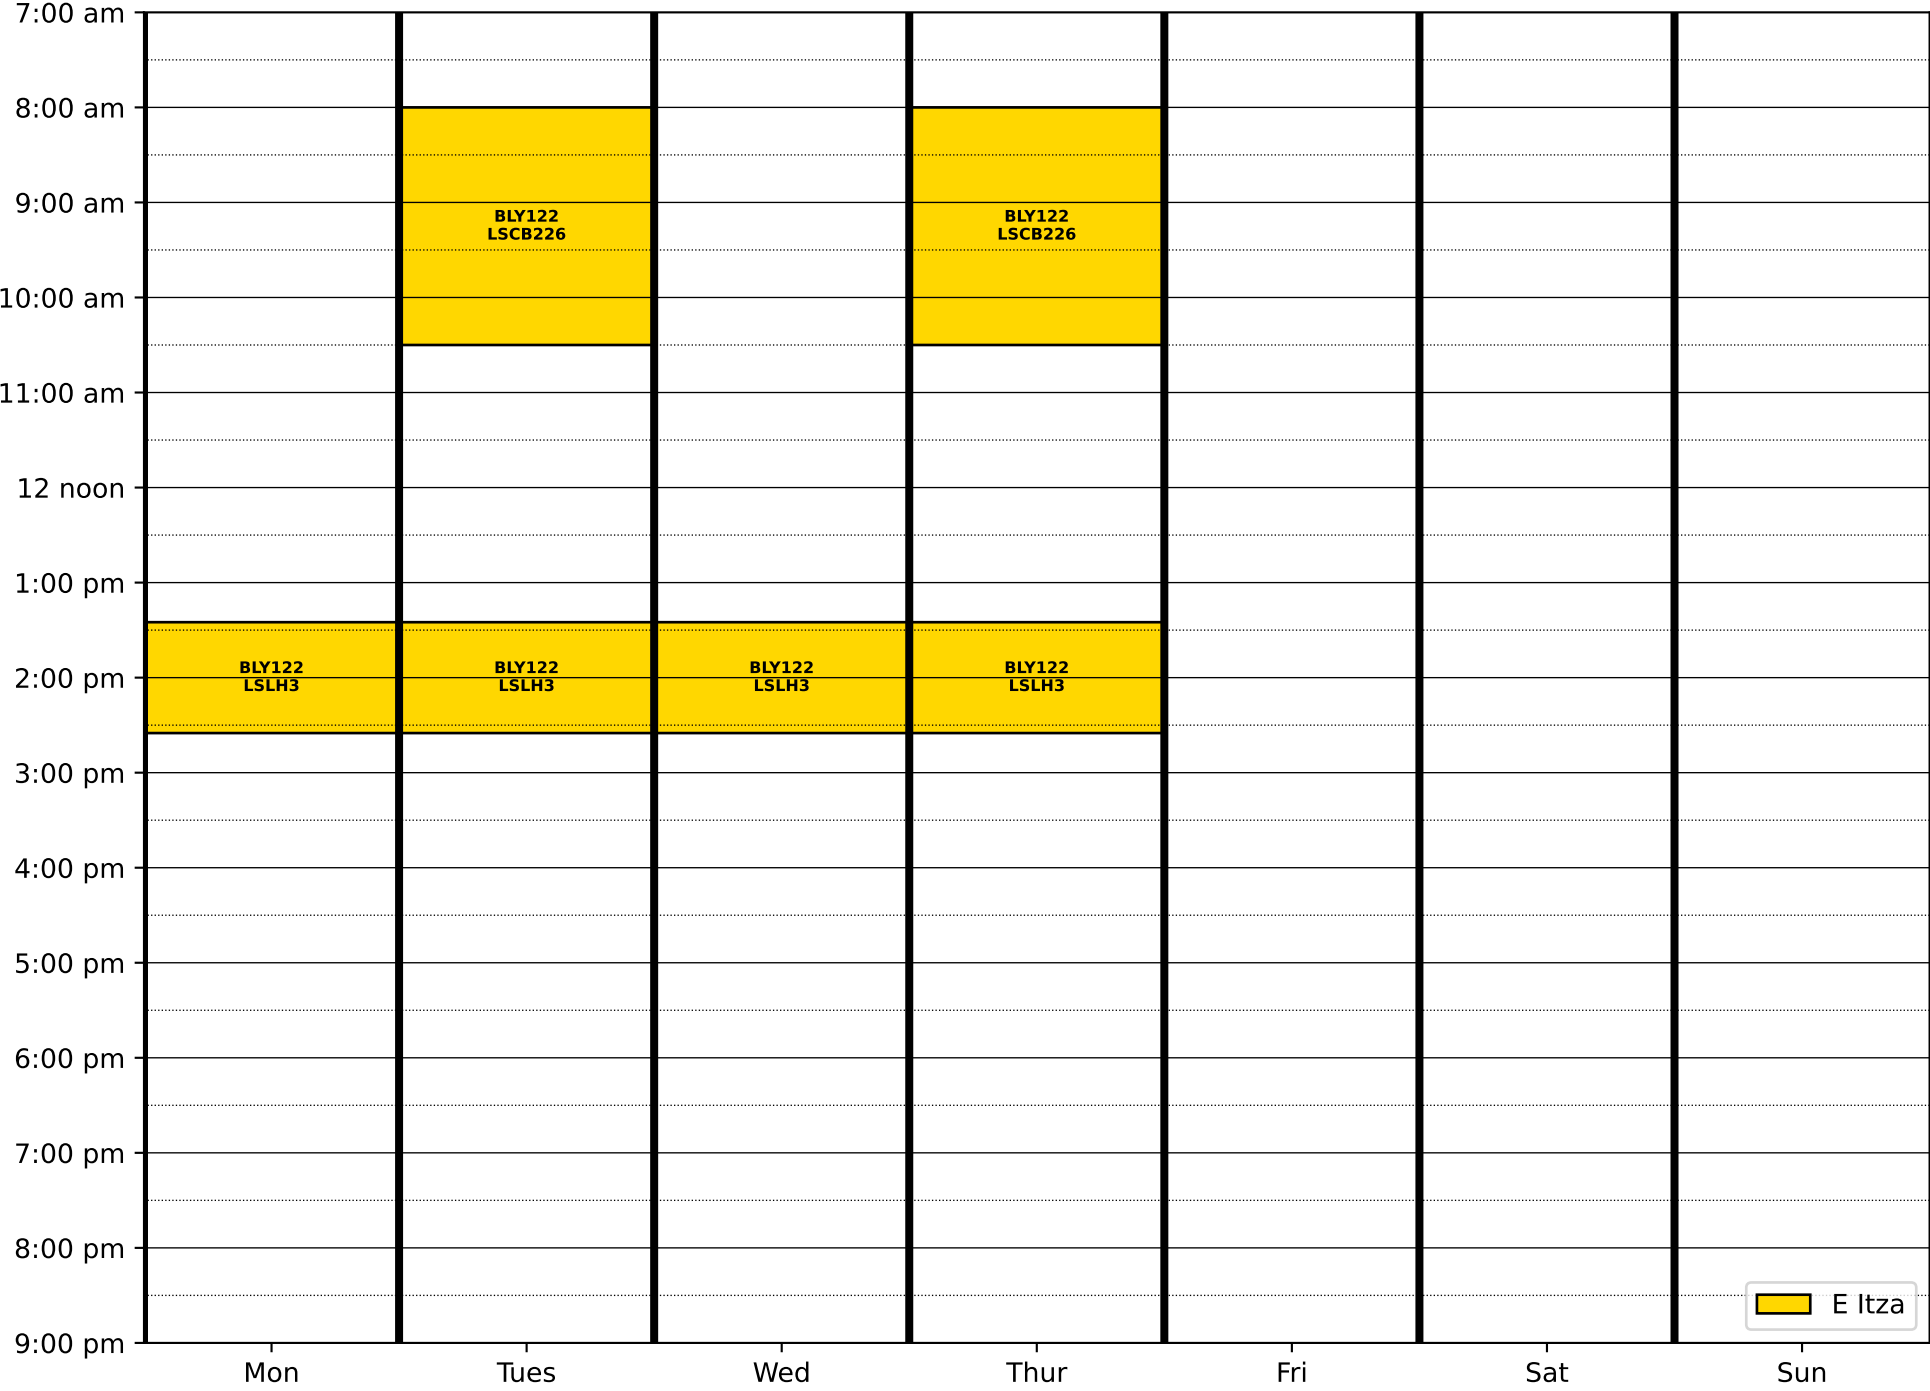 7:00 am
8:00 am
9:00 am
BLY122
LSCB226
BLY122
LSCB226
10:00 am
11:00 am
12 noon
1:00 pm
BLY122
LSLH3
BLY122
LSLH3
BLY122
LSLH3
BLY122
LSLH3
2:00 pm
3:00 pm
4:00 pm
5:00 pm
6:00 pm
7:00 pm
8:00 pm
E Itza
9:00 pm
Mon
Tues
Wed
Thur
Fri
Sat
Sun